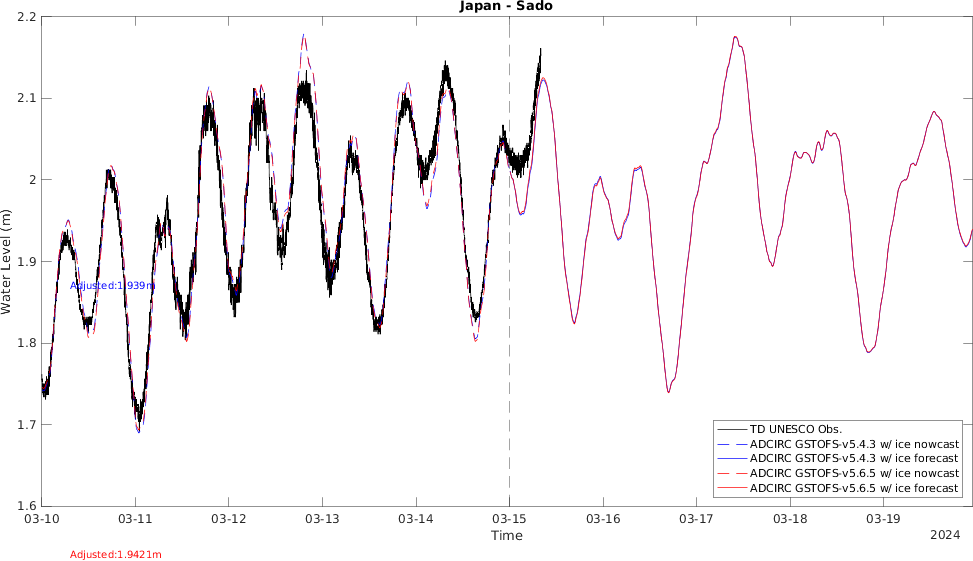 Japan - Sado
2.2
2.1
2
1.9
1.8
1.7
1.6
Water Level (m)
Adjusted:1.939m
TD UNESCO Obs.
ADCIRC GSTOFS-v5.4.3 w/ ice nowcast
ADCIRC GSTOFS-v5.4.3 w/ ice forecast
ADCIRC GSTOFS-v5.6.5 w/ ice nowcast
ADCIRC GSTOFS-v5.6.5 w/ ice forecast
03-10 03-11 03-12 03-13 03-14 03-15 03-16 03-17 03-18 03-19
Time
2024
Adjusted:1.9421m